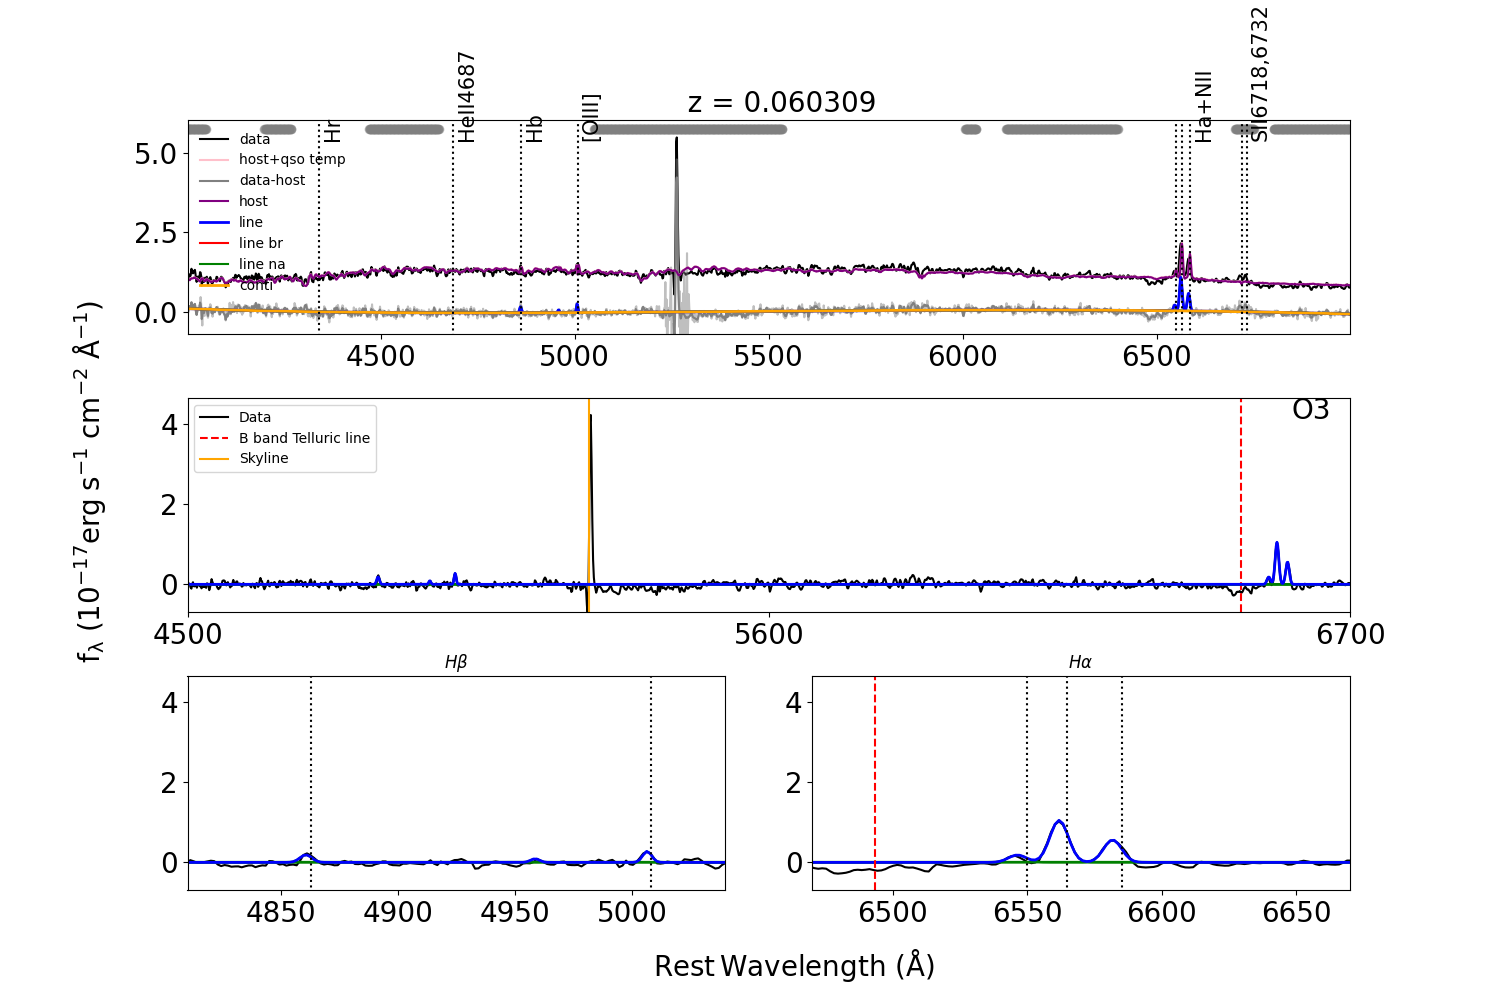 z = 0.060309
Hr
HeII4687
Hb
[OIII]
Ha+NII
SII6718,6732
data
host+qso temp
data-host
host
line
line br
line na
conti
5.0
2.5
0.0
4500 5000 5500 6000 6500
O3
Data
B band Telluric line
Skyline
4
2
0
4500 5600 6700
fλ (10⁻¹⁷erg s⁻¹ cm⁻² Å⁻¹)
Hβ
4
2
0
4850 4900 4950 5000
Hα
4
2
0
6500 6550 6600 6650
Rest Wavelength (Å)